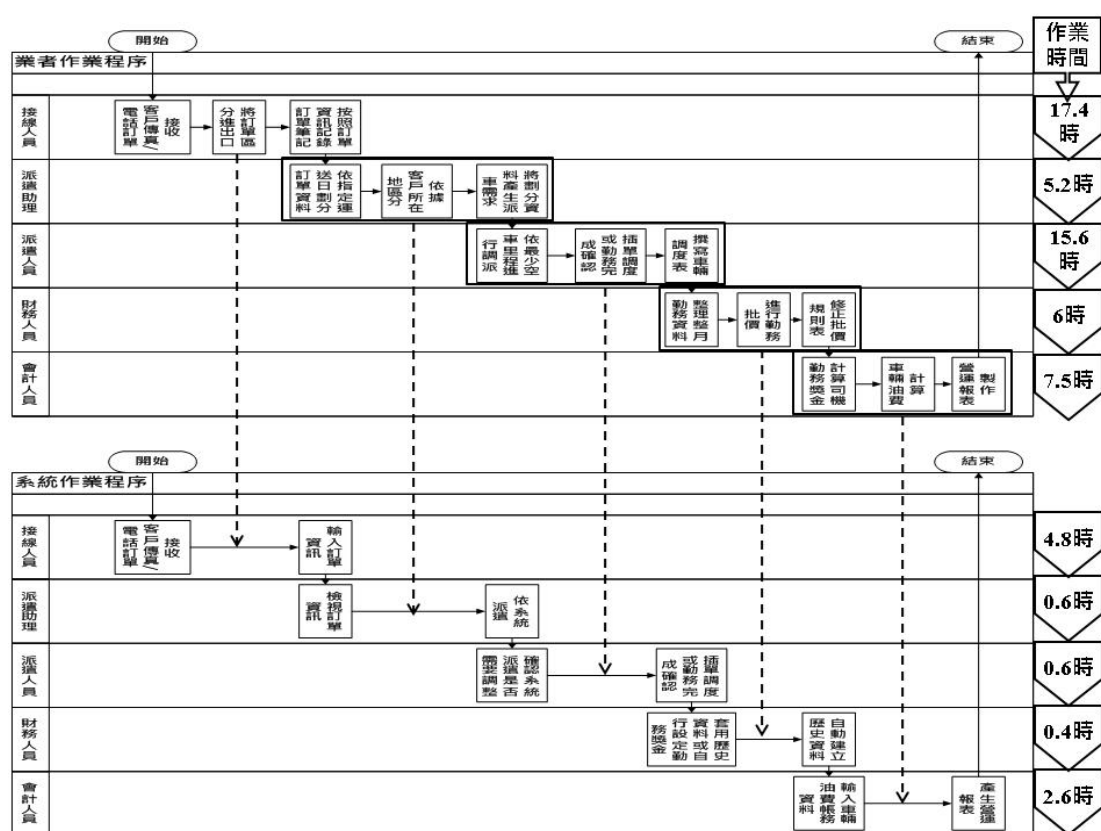 開始
結束
作業
時間
業者作業程序
接線人員
接收
客戶傳真/
電話訂單
將訂單區
分進出口
按照訂單
資訊記錄
訂單筆記
17.4
時
派遣助理
依指定運
送日劃分
訂單資料
依據
客戶所在
地區分
將劃分資
料產生派
車需求
5.2時
派遣人員
依最少空
車里程進
行調派
插單調度
或勤務完
成確認
撰寫車輛
調度表
15.6
時
財務人員
整理整月
勤務資料
進行勤務
批價
修正批價
規則表
6時
會計人員
計算司機
勤務獎金
計算
車輛油費
製作
營運報表
7.5時
開始
結束
系統作業程序
接線人員
接收
客戶傳真/
電話訂單
輸入訂單
資訊
4.8時
派遣助理
檢視訂單
資訊
依系統
派遣
0.6時
派遣人員
確認系統
派遣是否
需要調整
插單調度
或勤務完
成確認
0.6時
財務人員
套用歷史
資料或自
行設定勤
務獎金
自動建立
歷史資料
0.4時
會計人員
輸入車輛
油費帳務
資料
產生營運
報表
2.6時